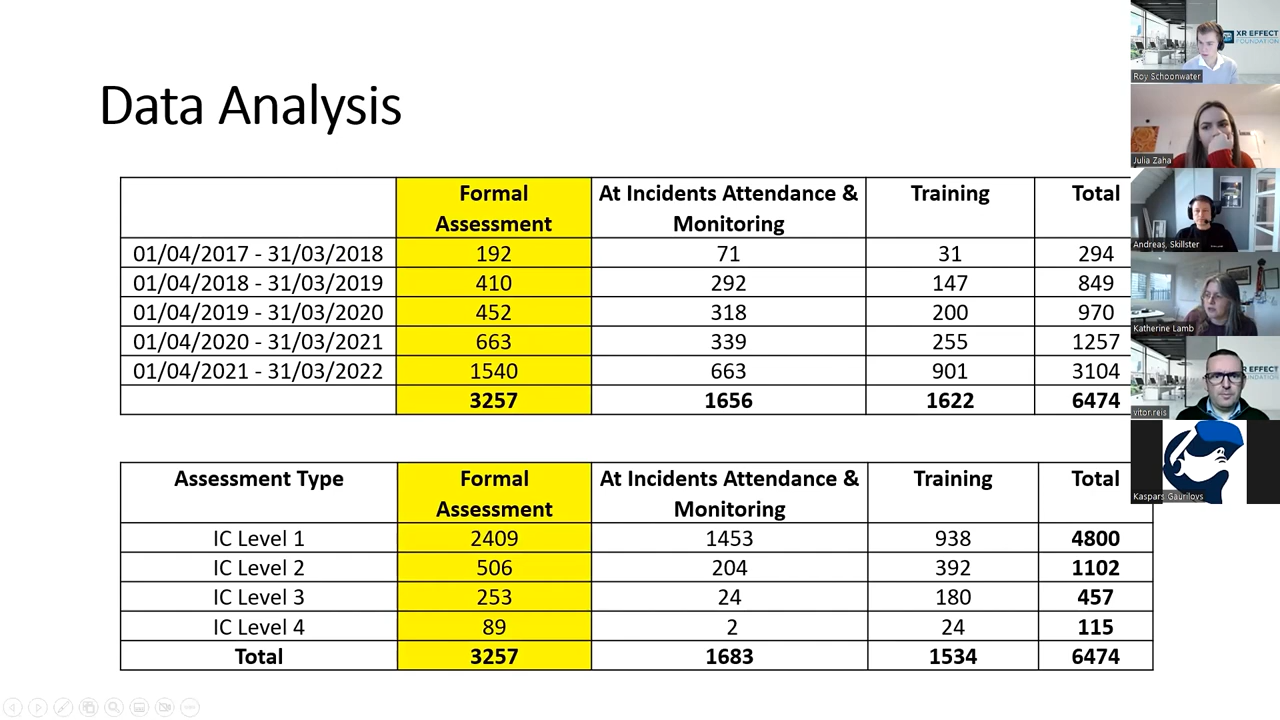 XR EFFECT
FOUNDATION
Roy Schoonwater
Data Analysis
Julia Zaha
Formal Assessment At Incidents Attendance & Monitoring Training Total
01/04/2017 - 31/03/2018 192 71 31 294
01/04/2018 - 31/03/2019 410 292 147 849
01/04/2019 - 31/03/2020 452 318 200 970
01/04/2020 - 31/03/2021 663 339 255 1257
01/04/2021 - 31/03/2022 1540 663 901 3104
3257 1656 1622 6474
Andreas, Skillster
Katherine Lamb
R EFFECT
vitor.reis
Kaspars Gaurilovs
Assessment Type Formal Assessment At Incidents Attendance & Monitoring Training Total
IC Level 1 2409 1453 938 4800
IC Level 2 506 204 392 1102
IC Level 3 253 24 180 457
IC Level 4 89 2 24 115
Total 3257 1683 1534 6474